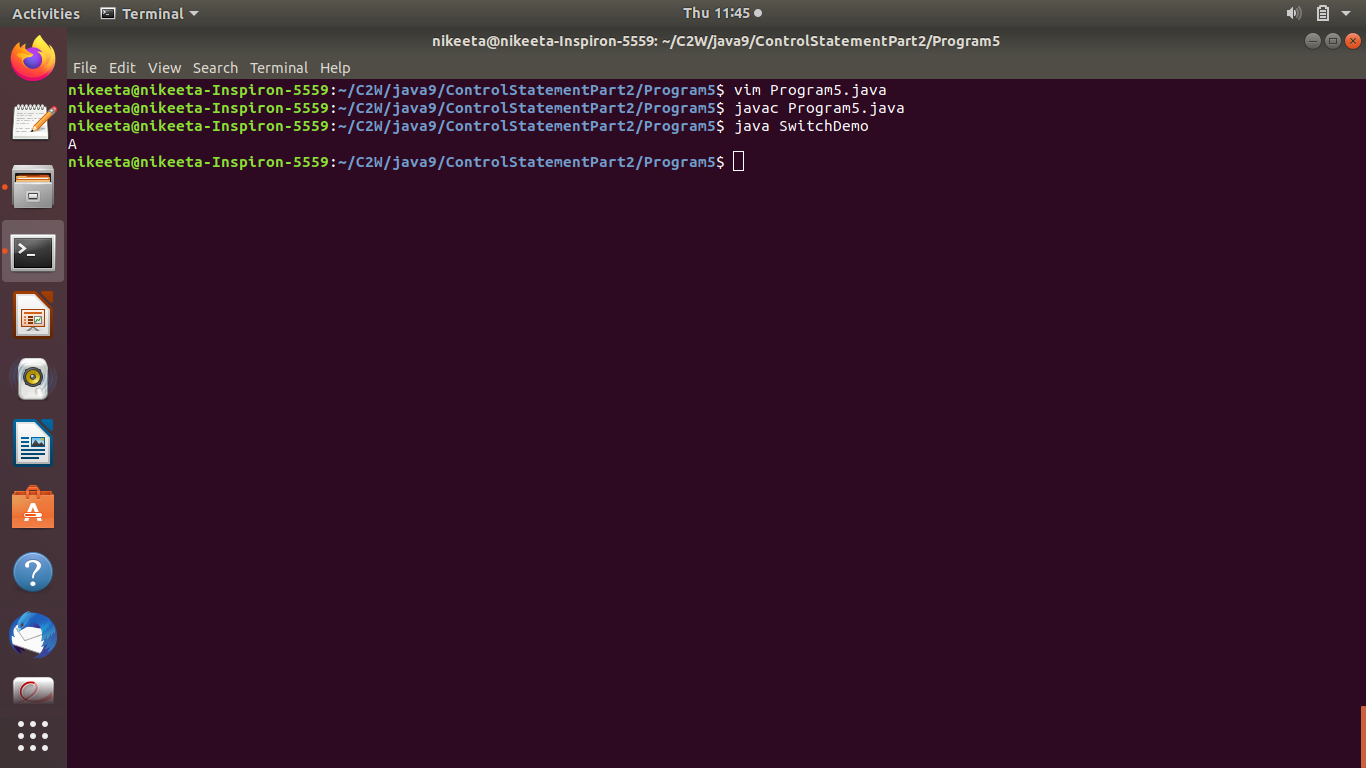 Activities Terminal Thu 11:45
nikeeta@nikeeta-Inspiron-5559: ~/C2W/java9/ControlStatementPart2/Program5
File Edit View Search Terminal Help
nikeeta@nikeeta-Inspiron-5559:~/C2W/java9/ControlStatementPart2/Program5$ vim Program5.java
nikeeta@nikeeta-Inspiron-5559:~/C2W/java9/ControlStatementPart2/Program5$ javac Program5.java
nikeeta@nikeeta-Inspiron-5559:~/C2W/java9/ControlStatementPart2/Program5$ java SwitchDemo
A
nikeeta@nikeeta-Inspiron-5559:~/C2W/java9/ControlStatementPart2/Program5$